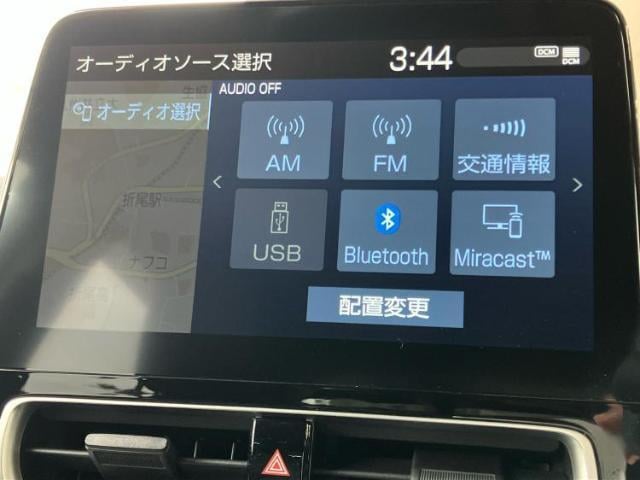 オーディオソース選択
3:44
DCM
DCM
AUDIO OFF
オーディオ選択
AM
FM
交通情報
折尾駅
ナフコ
USB
Bluetooth
Miracast™
配置変更